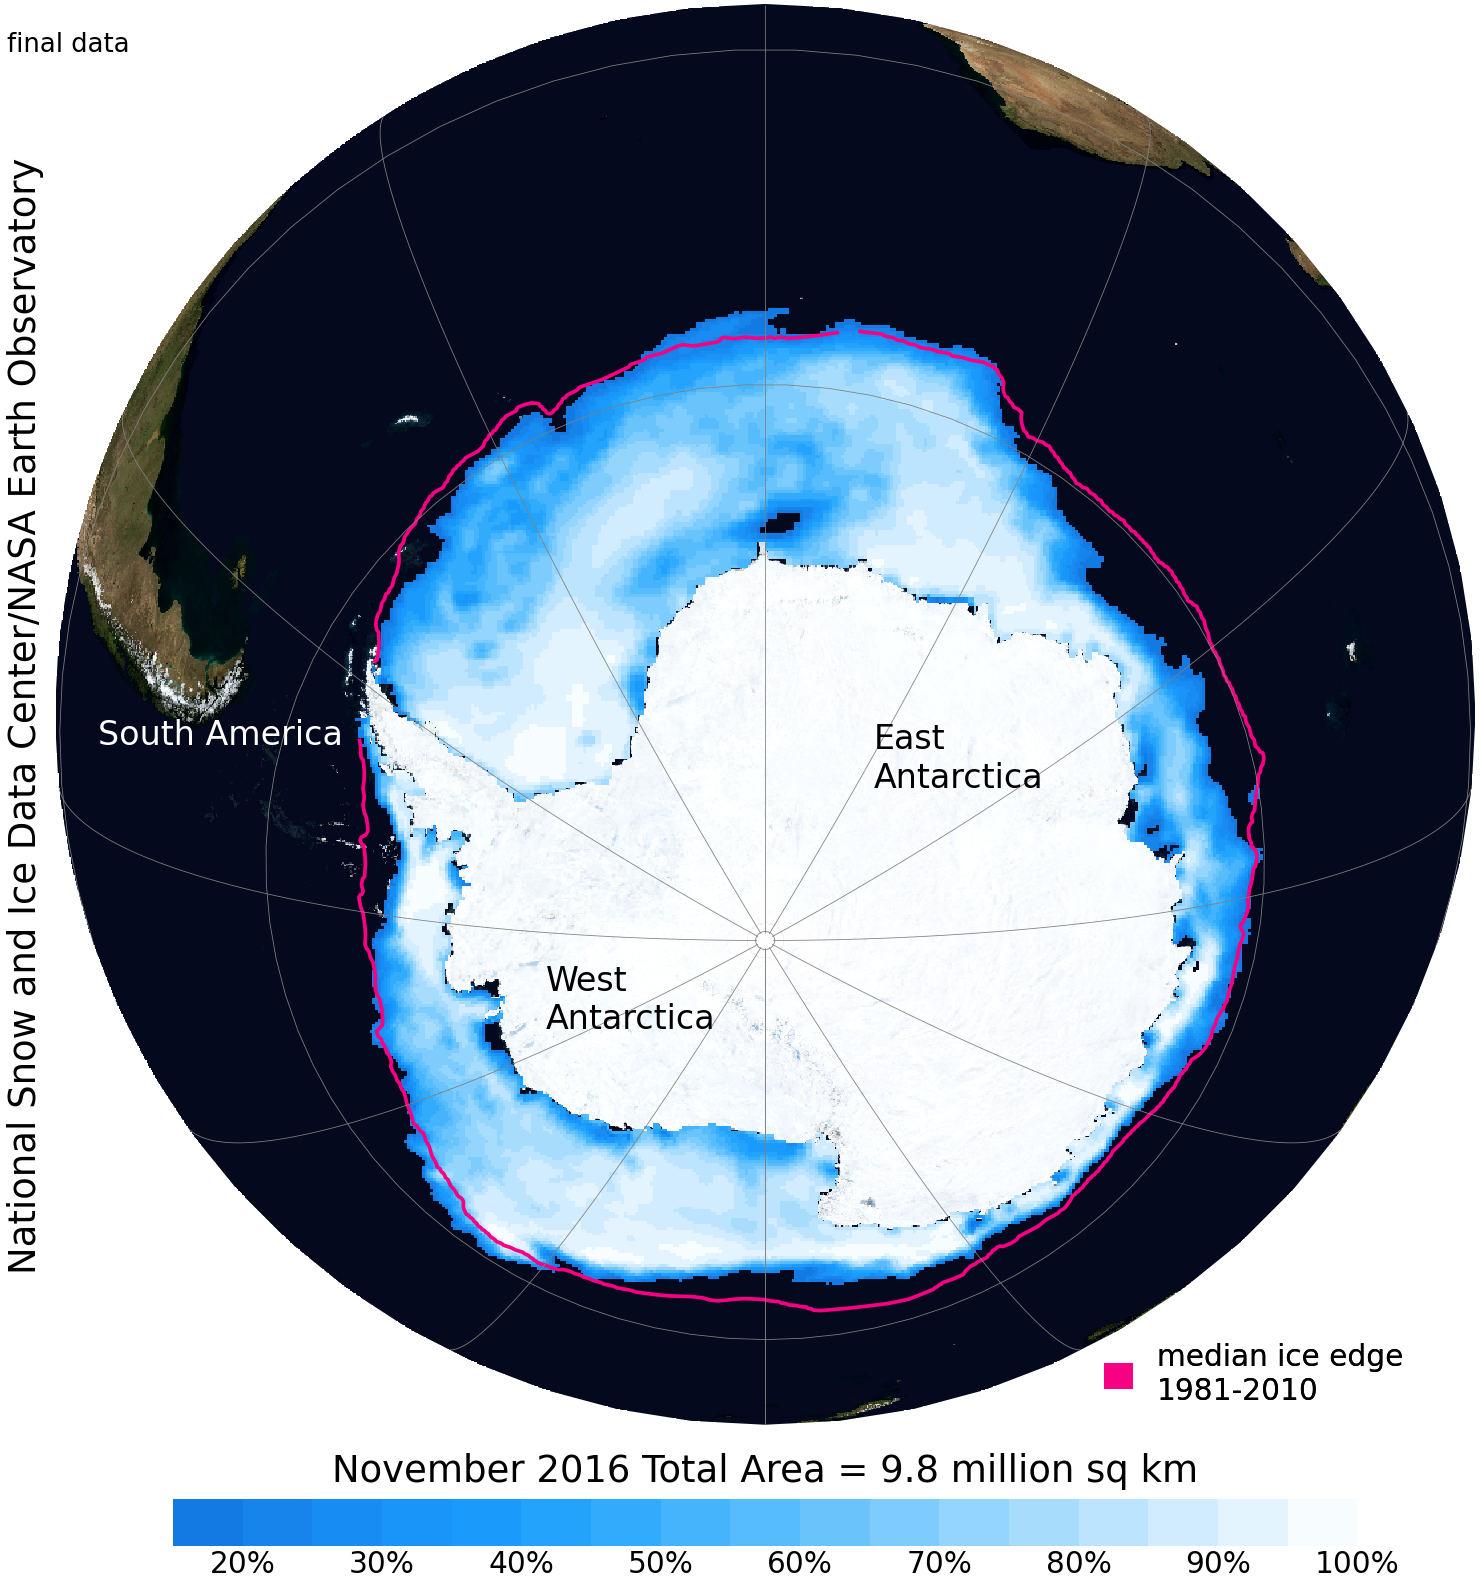 final data
National Snow and Ice Data Center/NASA Earth Observatory
South America
East
Antarctica
West
Antarctica
median ice edge
1981-2010
November 2016 Total Area = 9.8 million sq km
20% 30% 40% 50% 60% 70% 80% 90% 100%